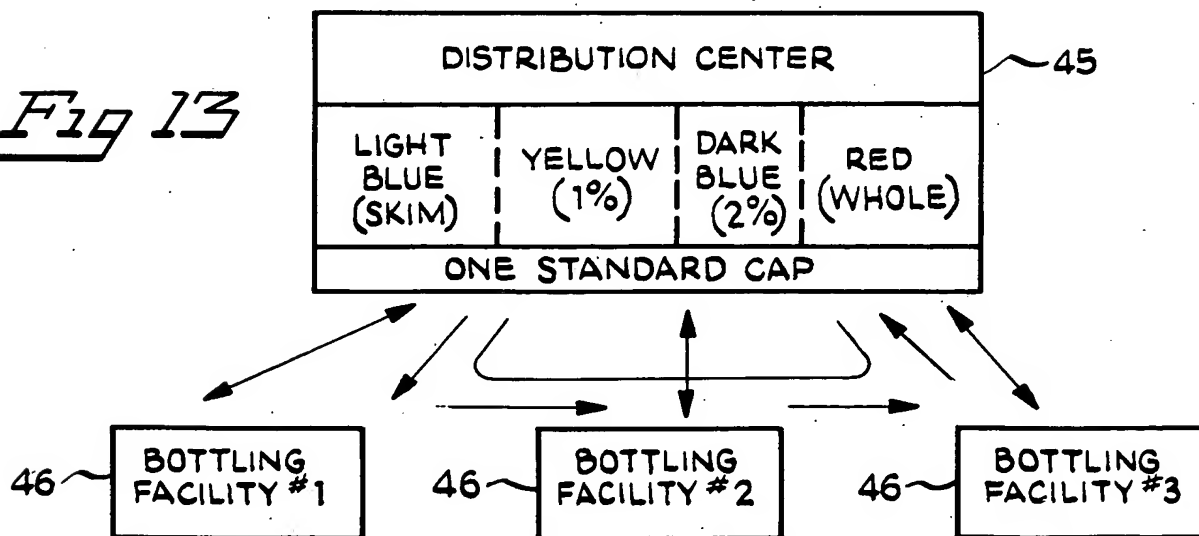 Fig 13
DISTRIBUTION CENTER
45
LIGHT
BLUE
(SKIM)
YELLOW
(1%)
DARK
BLUE
(2%)
RED
(WHOLE)
ONE STANDARD CAP
46
BOTTLING
FACILITY #1
46
BOTTLING
FACILITY #2
46
BOTTLING
FACILITY #3